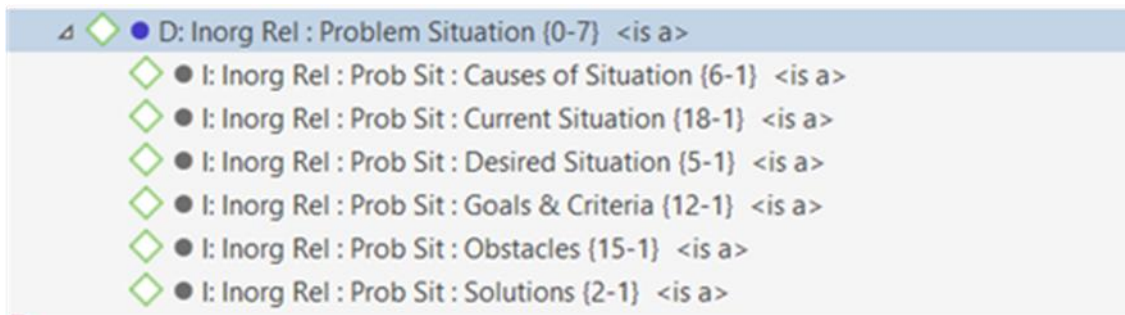 D: Inorg Rel : Problem Situation {0-7} <is a>
I: Inorg Rel : Prob Sit : Causes of Situation {6-1} <is a>
I: Inorg Rel : Prob Sit : Current Situation {18-1} <is a>
I: Inorg Rel : Prob Sit : Desired Situation {5-1} <is a>
I: Inorg Rel : Prob Sit : Goals & Criteria {12-1} <is a>
I: Inorg Rel : Prob Sit : Obstacles {15-1} <is a>
I: Inorg Rel : Prob Sit : Solutions {2-1} <is a>